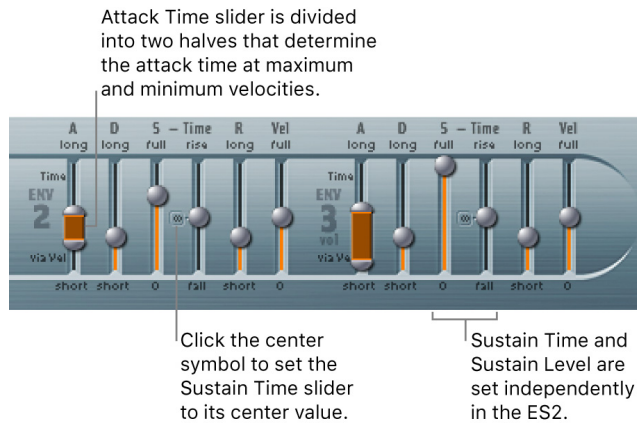 Attack Time slider is divided
into two halves that determine
the attack time at maximum
and minimum velocities.
A D S – Time R Vel A D S – Time R Vel
long long full rise long full long long full rise long full
Time Time
ENV ENV
2 3
vol
via Vel via Ve
short short 0 fall short 0 short short 0 fall short 0
Click the center
symbol to set the
Sustain Time slider
to its center value.
Sustain Time and
Sustain Level are
set independently
in the ES2.